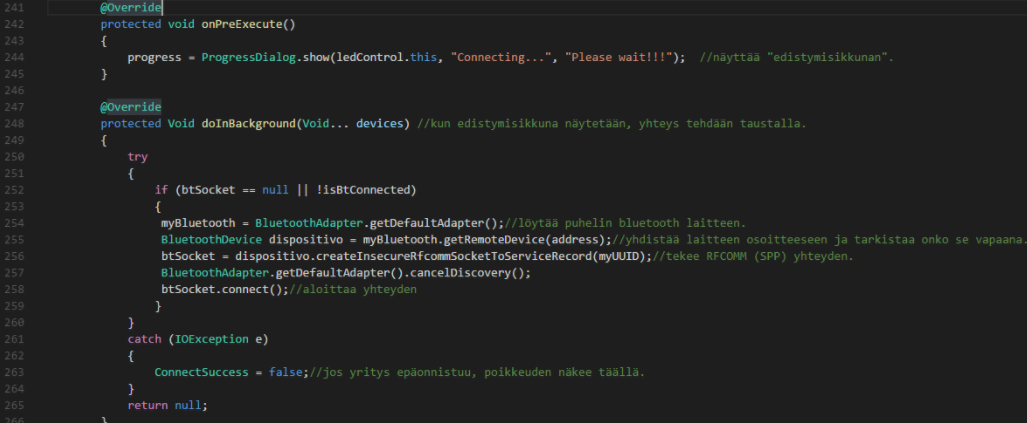 241 @Override
242 protected void onPreExecute()
243 {
244 progress = ProgressDialog.show(ledControl.this, "Connecting...", "Please wait!!!"); //näyttää "edistymisikkunan".
245 }
246
247 @Override
248 protected Void doInBackground(Void... devices) //kun edistymisikkuna näytetään, yhteys tehdään taustalla.
249 {
250 try
251 {
252 if (btSocket == null || !isBtConnected)
253 {
254 myBluetooth = BluetoothAdapter.getDefaultAdapter();//löytää puhelin bluetooth laitteen.
255 BluetoothDevice dispositivo = myBluetooth.getRemoteDevice(address);//yhdistää laitteen osoitteeseen ja tarkistaa onko se vapaana.
256 btSocket = dispositivo.createInsecureRfcommSocketToServiceRecord(myUUID);//tekee RFCOMM (SPP) yhteyden.
257 BluetoothAdapter.getDefaultAdapter().cancelDiscovery();
258 btSocket.connect();//aloittaa yhteyden
259 }
260 }
261 catch (IOException e)
262 {
263 ConnectSuccess = false;//jos yritys epäonnistuu, poikkeuden näkee täällä.
264 }
265 return null;
266 }